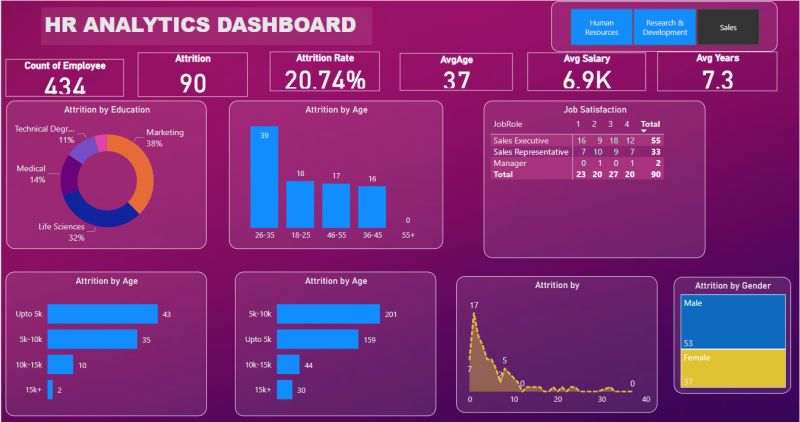 HR ANALYTICS DASHBOARD
Human Resources
Research & Development
Sales
Count of Employee
434
Attrition
90
Attrition Rate
20.74%
AvgAge
37
Avg Salary
6.9K
Avg Years
7.3
Attrition by Education
Technical Degr...
11%
Marketing
38%
Medical
14%
Life Sciences
32%
Attrition by Age
39
18
17
16
0
26-35 18-25 46-55 36-45 55+
Job Satisfaction
JobRole 1 2 3 4 Total
Sales Executive 16 9 18 12 55
Sales Representative 7 10 9 7 33
Manager 0 1 0 1 2
Total 23 20 27 20 90
Attrition by Age
Upto 5k 43
5k-10k 35
10k-15k 10
15k+ 2
Attrition by Age
5k-10k 201
Upto 5k 159
10k-15k 44
15k+ 30
Attrition by
17
7
5
0
0
0 10 20 30 40
Attrition by Gender
Male
53
Female
37